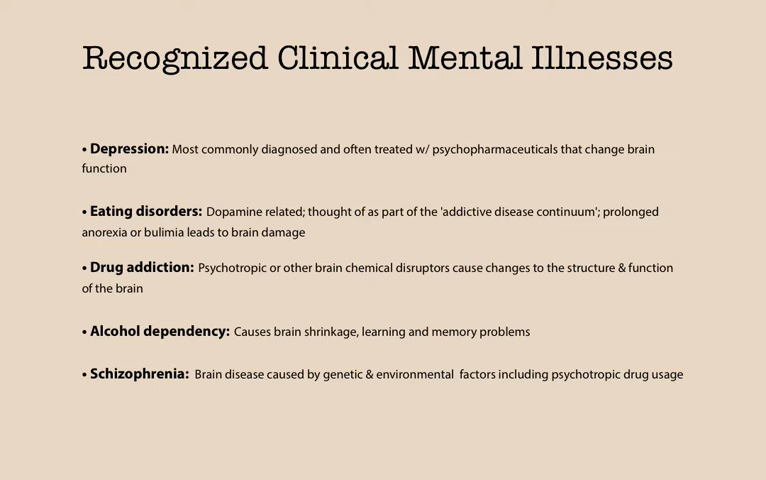 Recognized Clinical Mental Illnesses
• Depression: Most commonly diagnosed and often treated w/ psychopharmaceuticals that change brain
function
• Eating disorders: Dopamine related; thought of as part of the 'addictive disease continuum'; prolonged
anorexia or bulimia leads to brain damage
• Drug addiction: Psychotropic or other brain chemical disruptors cause changes to the structure & function
of the brain
• Alcohol dependency: Causes brain shrinkage, learning and memory problems
• Schizophrenia: Brain disease caused by genetic & environmental factors including psychotropic drug usage